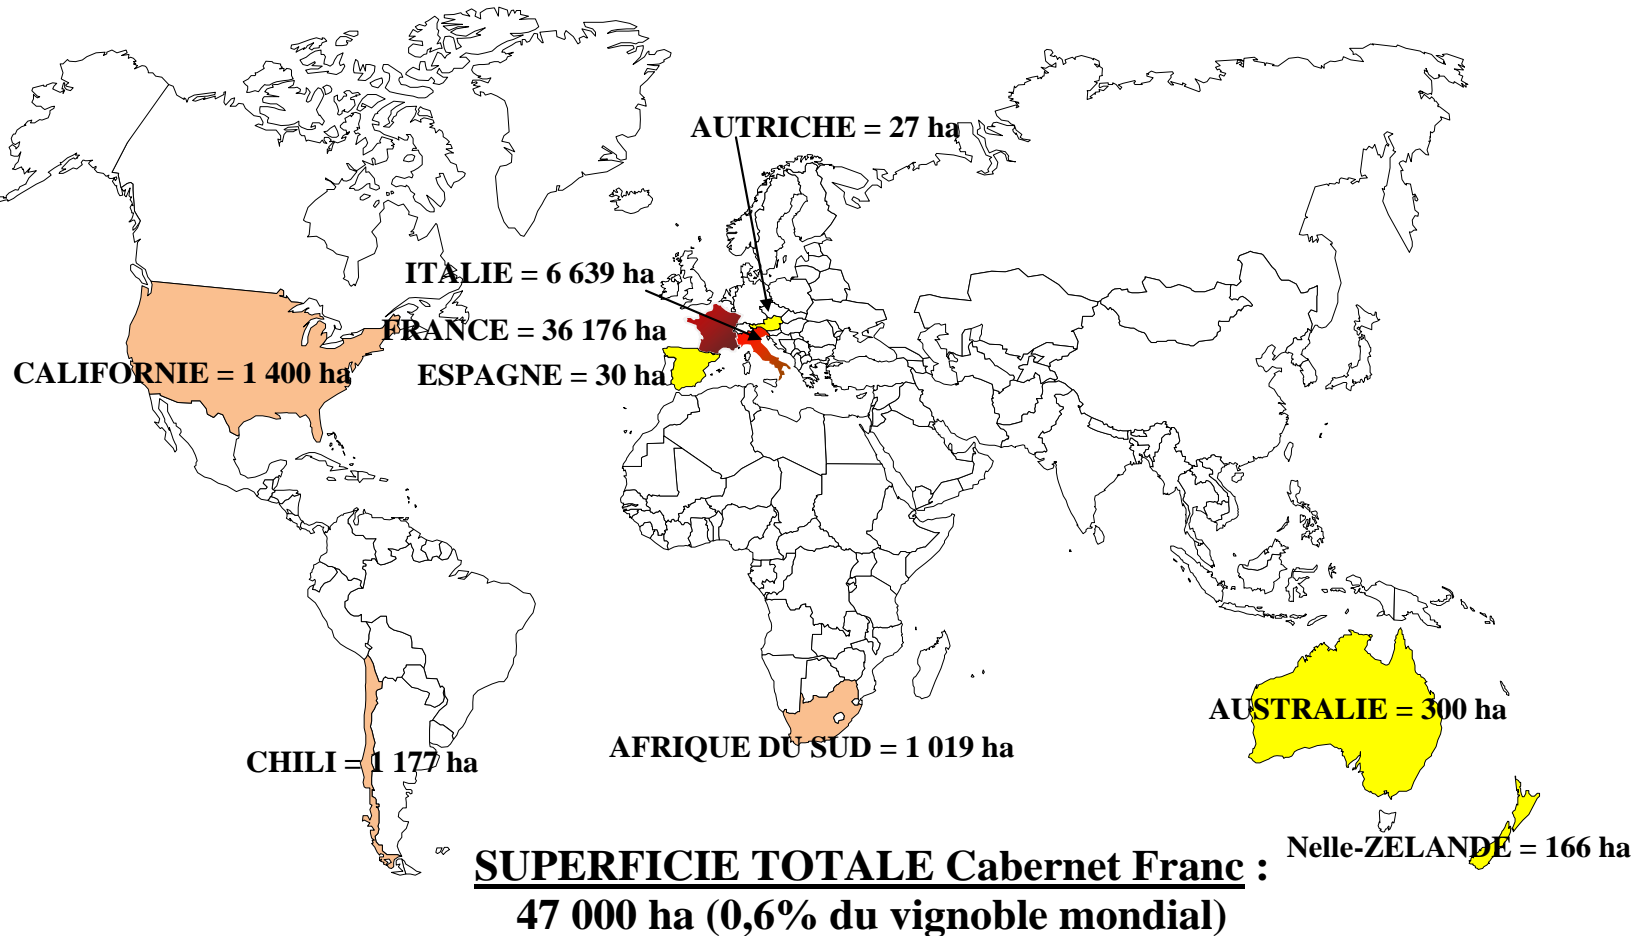 AUTRICHE = 27 ha
ITALIE = 6 639 ha
FRANCE = 36 176 ha
CALIFORNIE = 1 400 ha
ESPAGNE = 30 ha
AUSTRALIE = 300 ha
AFRIQUE DU SUD = 1 019 ha
CHILI = 1 177 ha
Nelle-ZELANDE = 166 ha
SUPERFICIE TOTALE Cabernet Franc :
47 000 ha (0,6% du vignoble mondial)